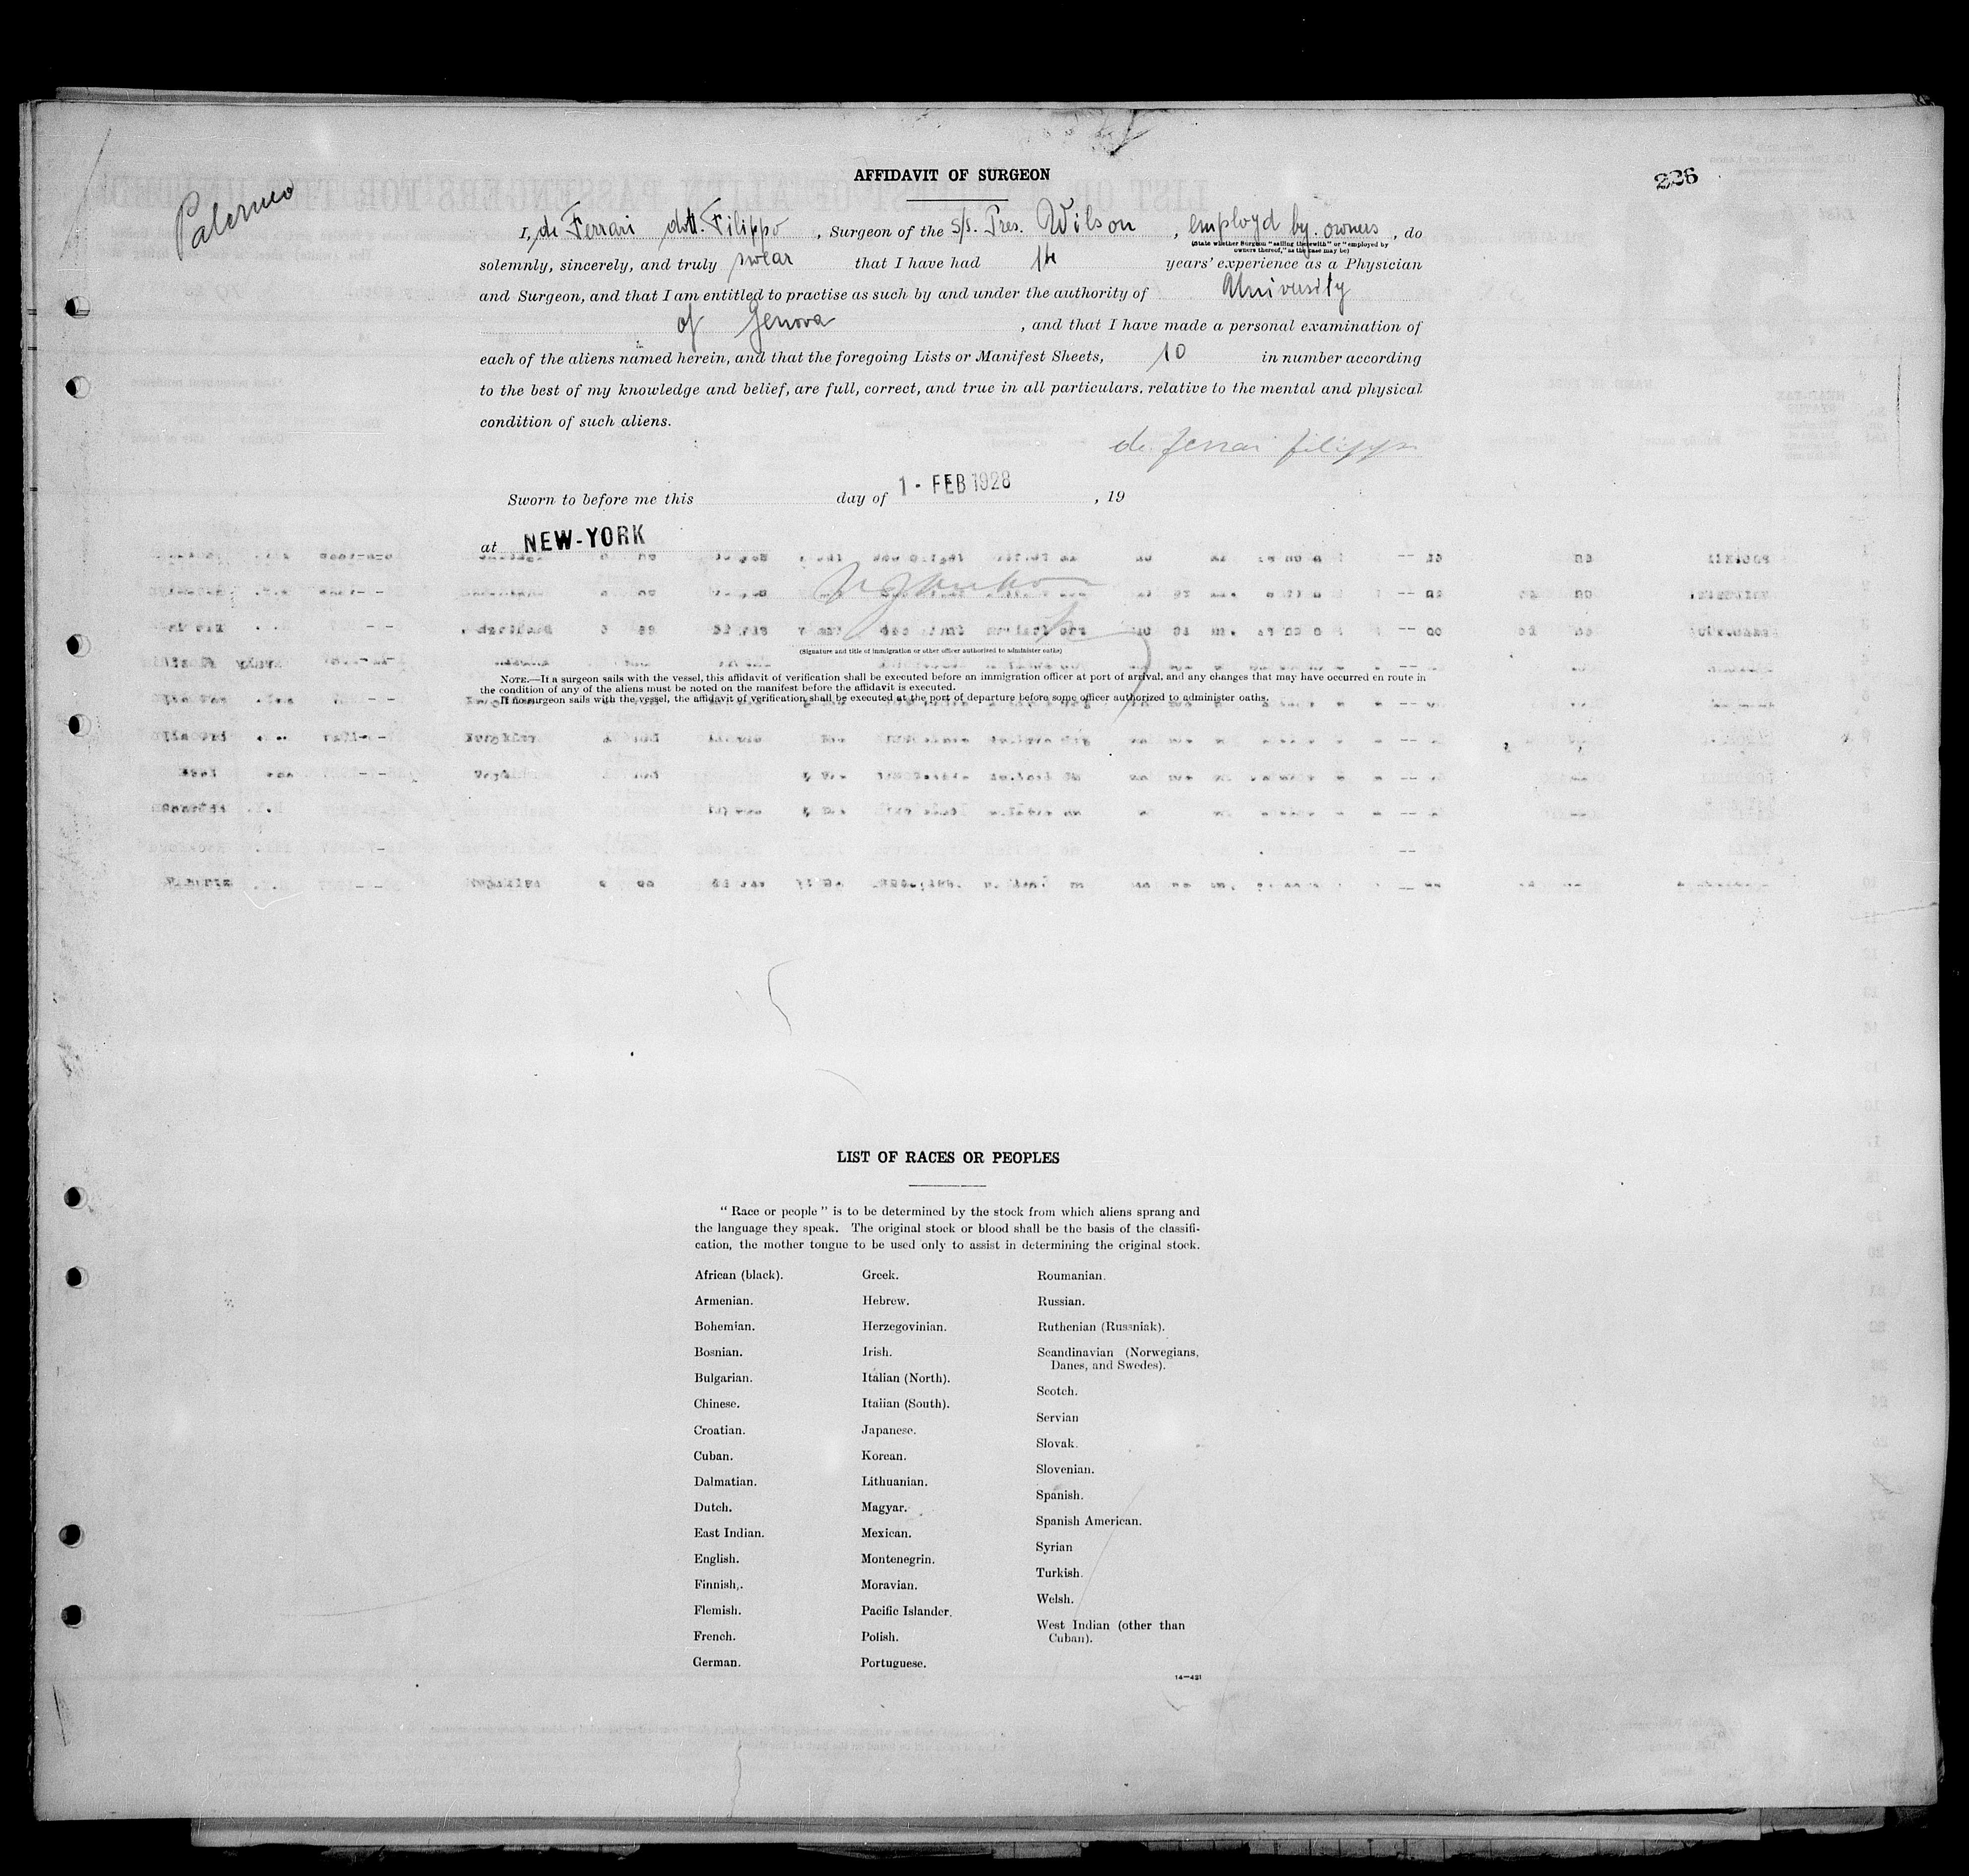 Palermo
AFFIDAVIT OF SURGEON
226
I, de Ferrari dott. Filippo, Surgeon of the S/S. Pres. Wilson, employd by owners, do
(State whether Surgeon "sailing therewith" or "employed by
owners thereof," as the case may be)
solemnly, sincerely, and truly swear that I have had 14 years' experience as a Physician
and Surgeon, and that I am entitled to practise as such by and under the authority of University
of Genova, and that I have made a personal examination of
each of the aliens named herein, and that the foregoing Lists or Manifest Sheets, 10 in number according
to the best of my knowledge and belief, are full, correct, and true in all particulars, relative to the mental and physical
condition of such aliens.
de Ferrari Filippo
Sworn to before me this day of 1 - FEB 1928, 19
at NEW-YORK
(Signature and title of immigration or other officer authorized to administer oaths)
NOTE.—If a surgeon sails with the vessel, this affidavit of verification shall be executed before an immigration officer at port of arrival, and any changes that may have occurred en route in
the condition of any of the aliens must be noted on the manifest before the affidavit is executed.
If no surgeon sails with the vessel, the affidavit of verification shall be executed at the port of departure before some officer authorized to administer oaths.
LIST OF RACES OR PEOPLES
"Race or people" is to be determined by the stock from which aliens sprang and
the language they speak. The original stock or blood shall be the basis of the classifi-
cation, the mother tongue to be used only to assist in determining the original stock.
African (black).
Armenian.
Bohemian.
Bosnian.
Bulgarian.
Chinese.
Croatian.
Cuban.
Dalmatian.
Dutch.
East Indian.
English.
Finnish.
Flemish.
French.
German.
Greek.
Hebrew.
Herzegovinian.
Irish.
Italian (North).
Italian (South).
Japanese.
Korean.
Lithuanian.
Magyar.
Mexican.
Montenegrin.
Moravian.
Pacific Islander.
Polish.
Portuguese.
Roumanian.
Russian.
Ruthenian (Russniak).
Scandinavian (Norwegians,
Danes, and Swedes).
Scotch.
Servian
Slovak.
Slovenian.
Spanish.
Spanish American.
Syrian
Turkish.
Welsh.
West Indian (other than
Cuban).
14—421